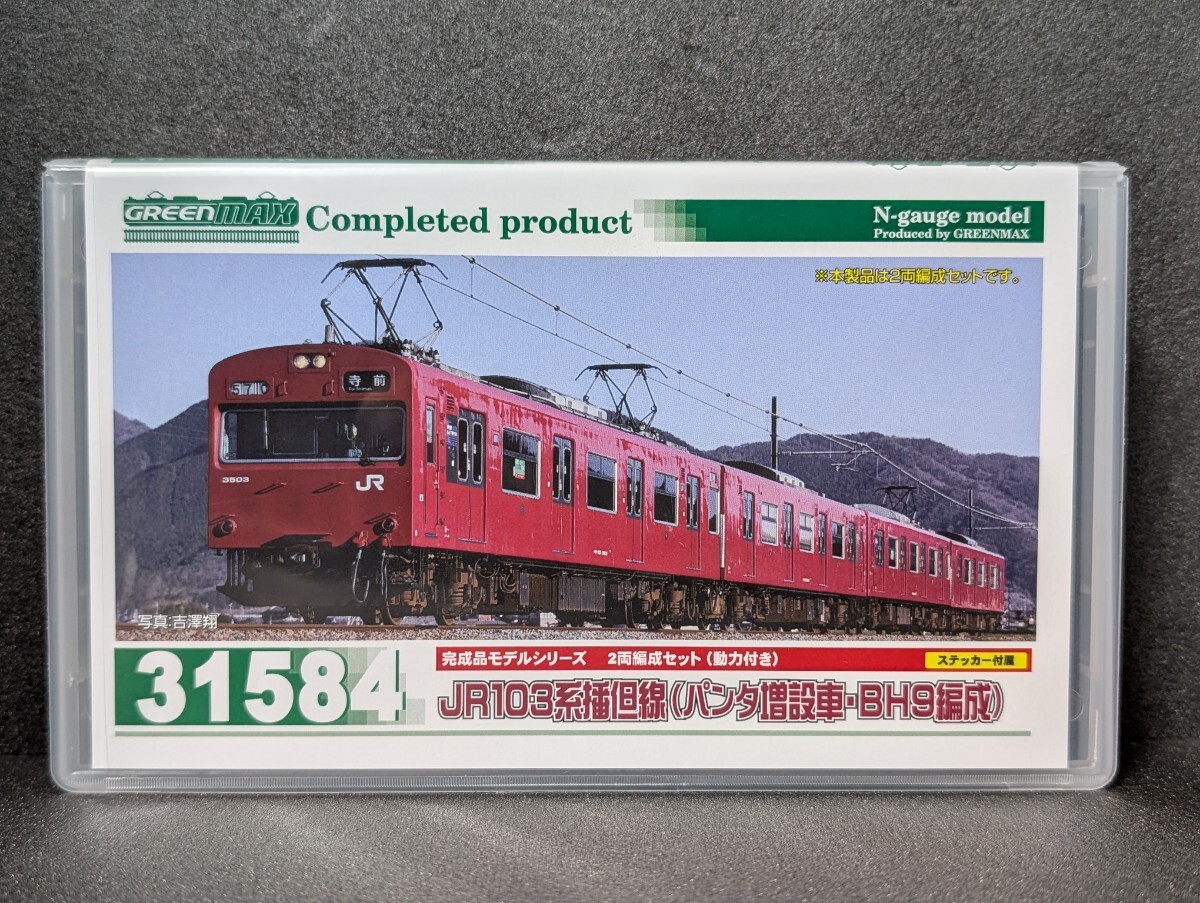 GREENMAX Completed product
N-gauge model
Produced by GREENMAX
※本製品は2両編成セットです。
5710
寺前
3503
JR
写真:吉澤翔
31584
完成品モデルシリーズ 2両編成セット(動力付き)
ステッカー付属
JR103系播但線(パンタ増設車・BH9編成)